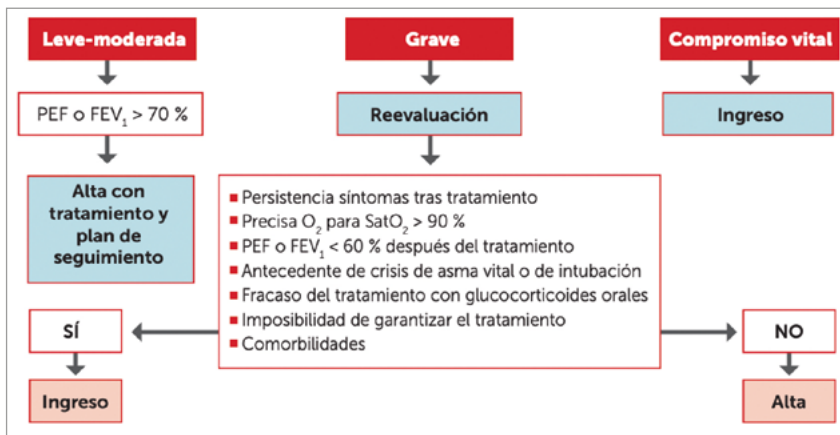 Leve-moderada
Grave
Compromiso vital
PEF o FEV₁ > 70 %
Reevaluación
Ingreso
Alta con
tratamiento y
plan de
seguimiento
■ Persistencia síntomas tras tratamiento
■ Precisa O₂ para SatO₂ > 90 %
■ PEF o FEV₁ < 60 % después del tratamiento
■ Antecedente de crisis de asma vital o de intubación
■ Fracaso del tratamiento con glucocorticoides orales
■ Imposibilidad de garantizar el tratamiento
■ Comorbilidades
SÍ
NO
Ingreso
Alta